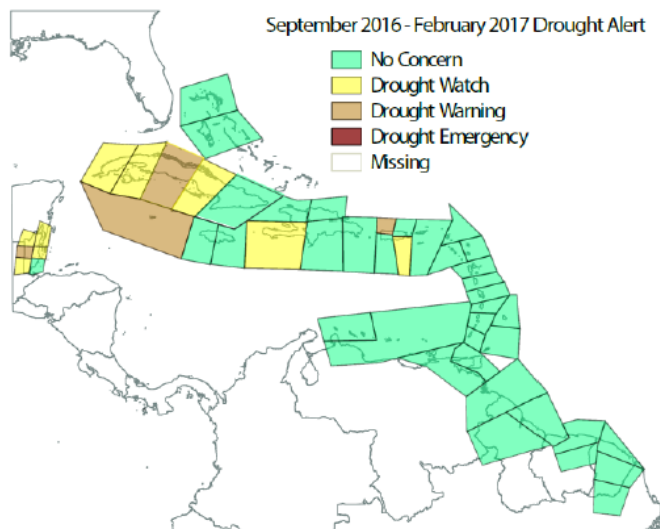 September 2016 - February 2017 Drought Alert
No Concern
Drought Watch
Drought Warning
Drought Emergency
Missing